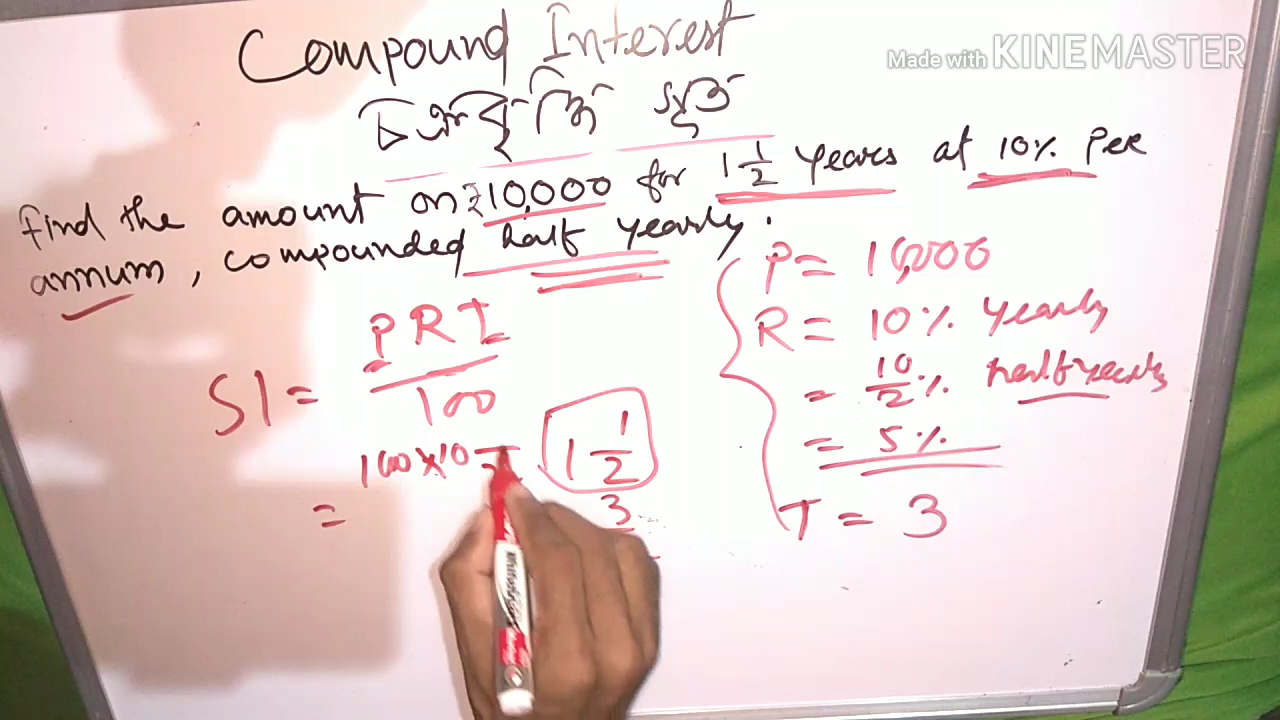 Compound Interest
Made with KINEMASTER
চক্রবৃদ্ধি সুত
Find the amount on ₹10,000 for 1 1/2 years at 10% per
annum, compounded half yearly.
P = 10,000
R = 10% yearly
= 10/2 % half yearly
= 5%
T = 3
SI = PRT/100
1 1/2
3
= 100×10